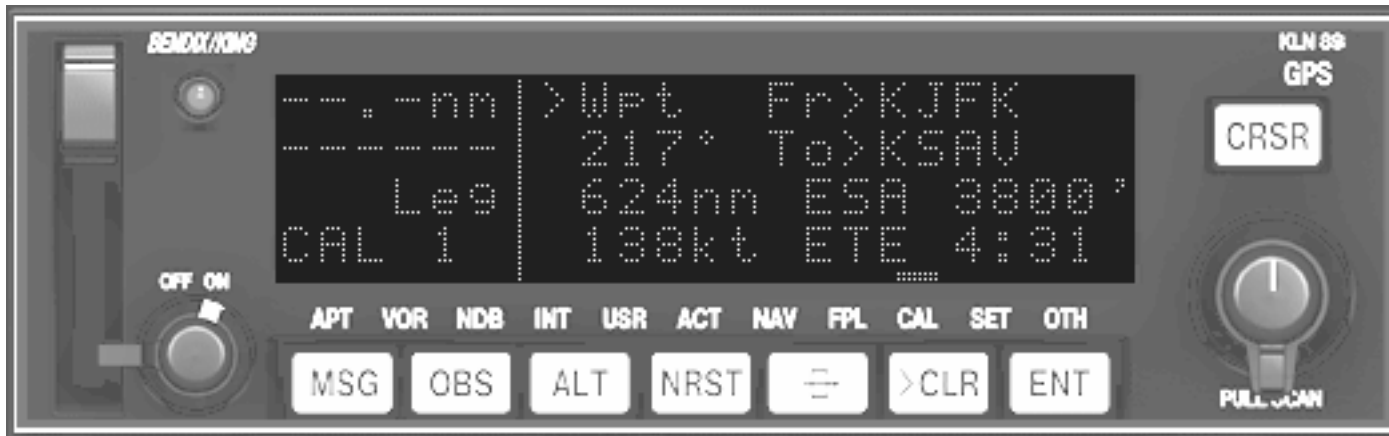 BENDIX/KING
KLN 89
GPS
--.-nm >Wpt Fr>KJFK
------ 217° To>KSAV
Leg 624nm ESA 3800'
CAL 1 138kt ETE 4:31
CRSR
OFF ON
APT VOR NDB INT USR ACT NAV FPL CAL SET OTH
MSG OBS ALT NRST >CLR ENT
PULL SCAN